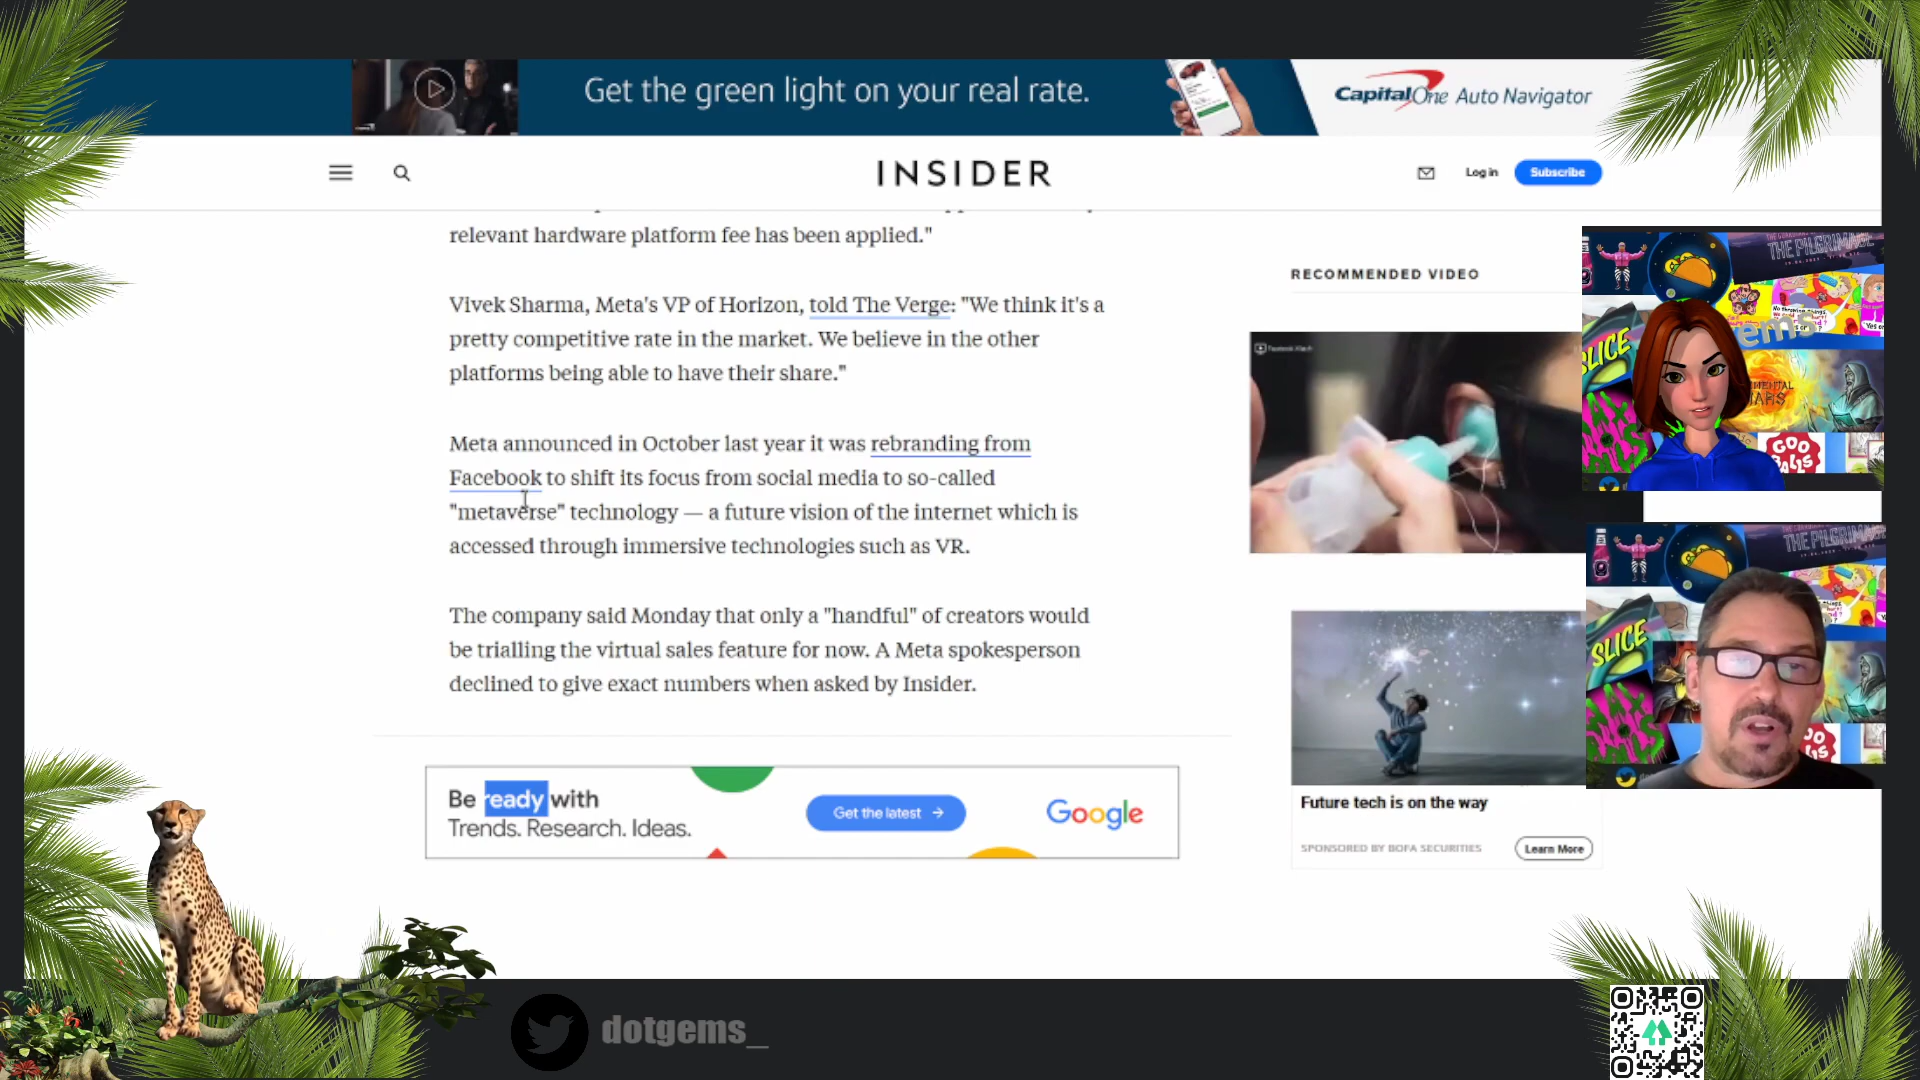 Get the green light on your real rate.
CapitalOne Auto Navigator
INSIDER
Log in
Subscribe
relevant hardware platform fee has been applied."
Vivek Sharma, Meta's VP of Horizon, told The Verge: "We think it's a
pretty competitive rate in the market. We believe in the other
platforms being able to have their share."
Meta announced in October last year it was rebranding from
Facebook to shift its focus from social media to so-called
"metaverse" technology — a future vision of the internet which is
accessed through immersive technologies such as VR.
The company said Monday that only a "handful" of creators would
be trialling the virtual sales feature for now. A Meta spokesperson
declined to give exact numbers when asked by Insider.
Be ready with
Trends. Research. Ideas.
Get the latest
Google
RECOMMENDED VIDEO
Future tech is on the way
SPONSORED BY BOFA SECURITIES
Learn More
THE PILGRIMAGE
SLICE
ems
GOO
BALLS
THE PILGRIMAGE
SLICE
dotgems_